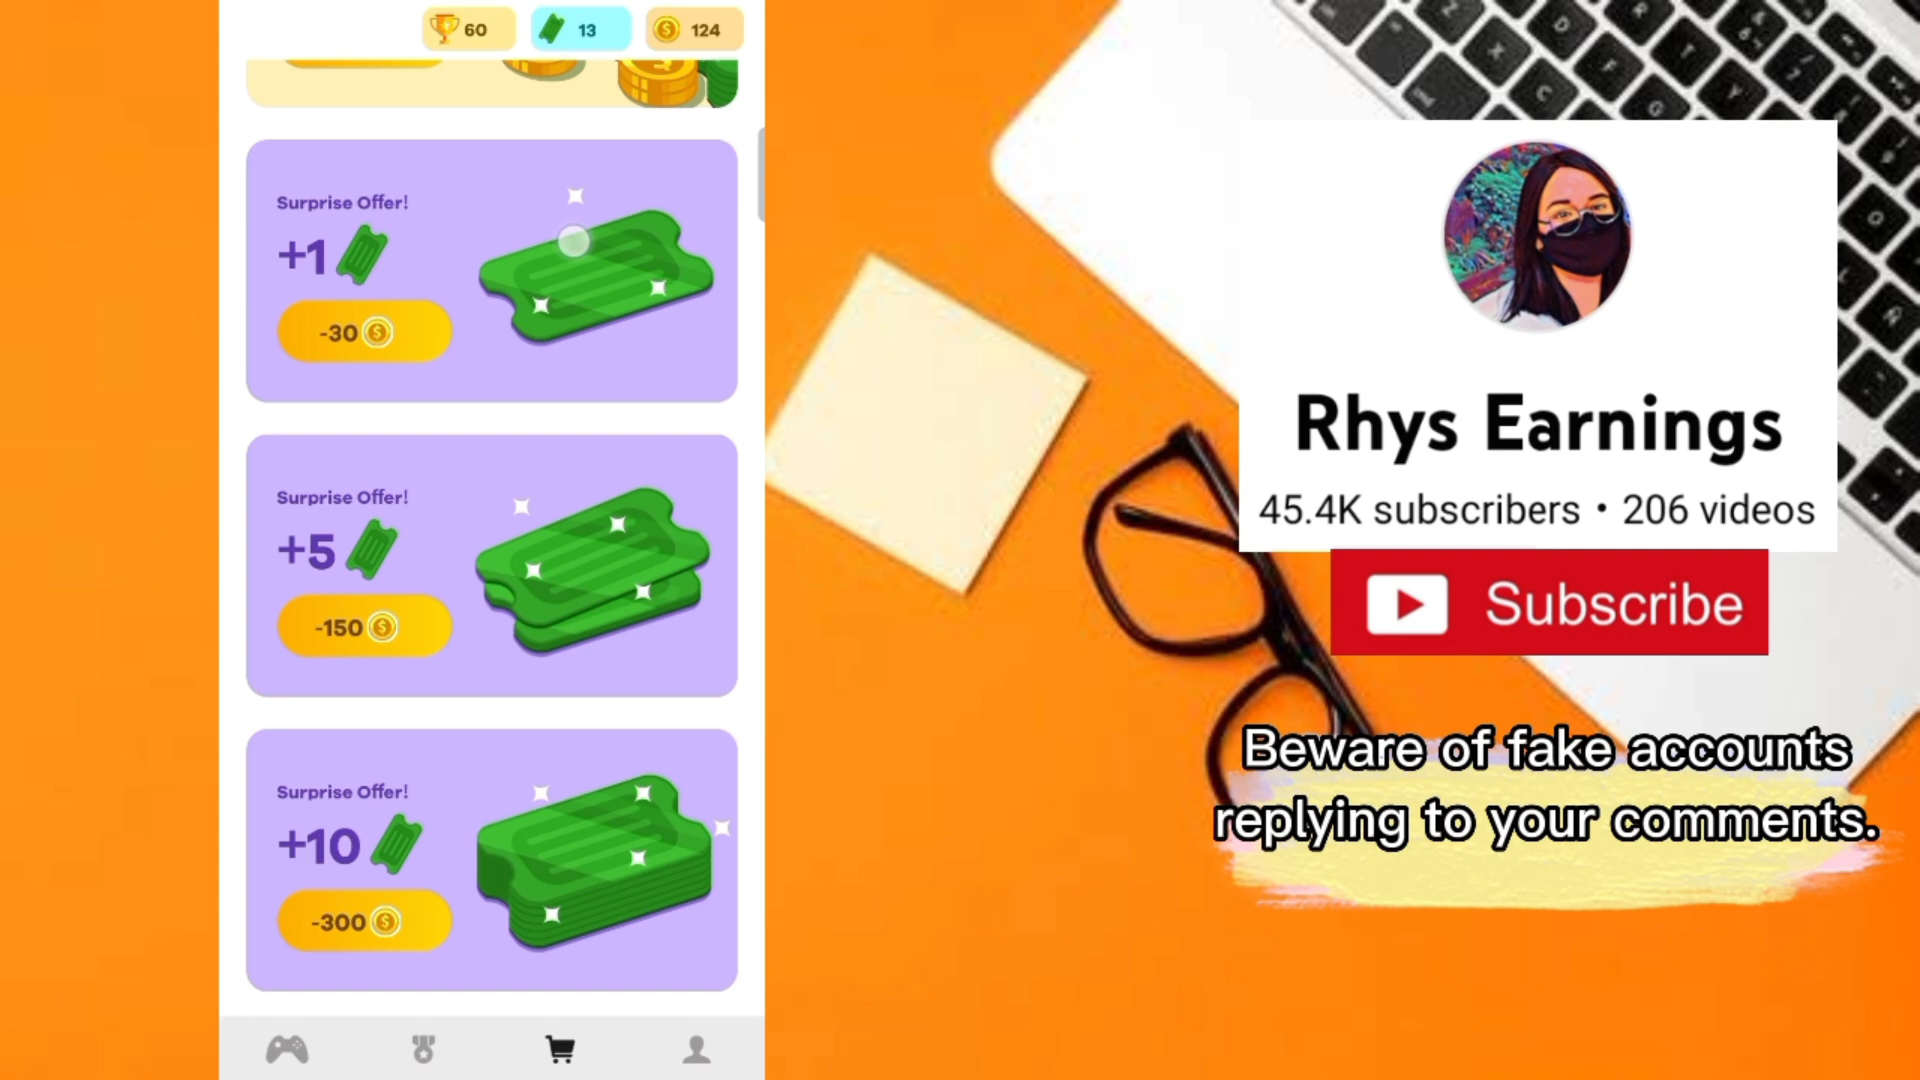 60
13
124
Surprise Offer!
+1
-30
Surprise Offer!
+5
-150
Surprise Offer!
+10
-300
Rhys Earnings
45.4K subscribers • 206 videos
Subscribe
Beware of fake accounts
replying to your comments.